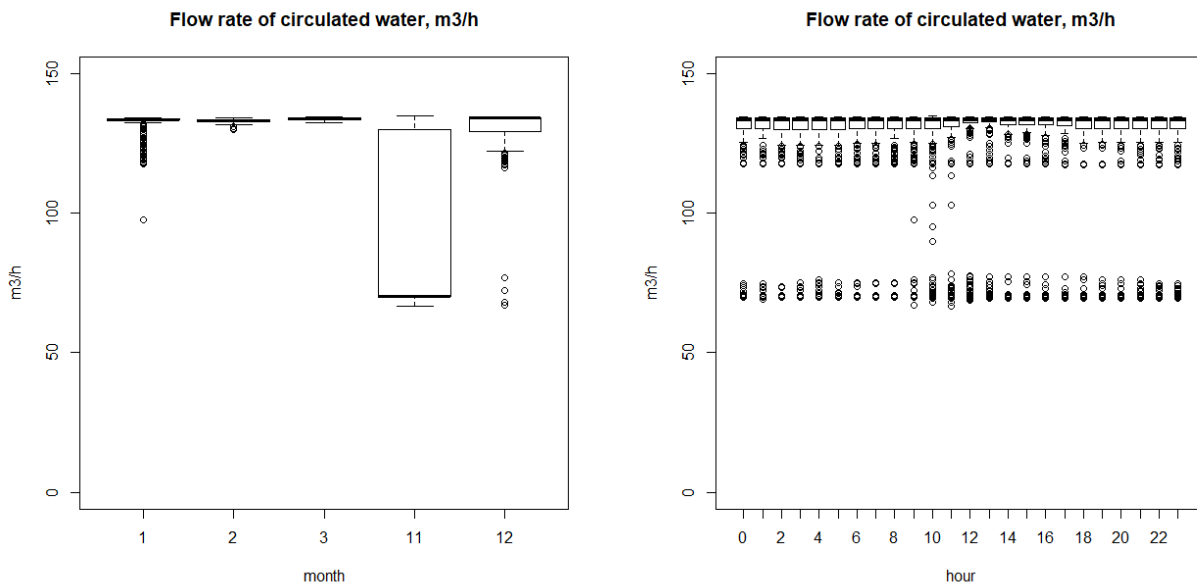 Flow rate of circulated water, m3/h
m3/h
150
100
50
0
1 2 3 11 12
month
Flow rate of circulated water, m3/h
m3/h
150
100
50
0
0 2 4 6 8 10 12 14 16 18 20 22
hour